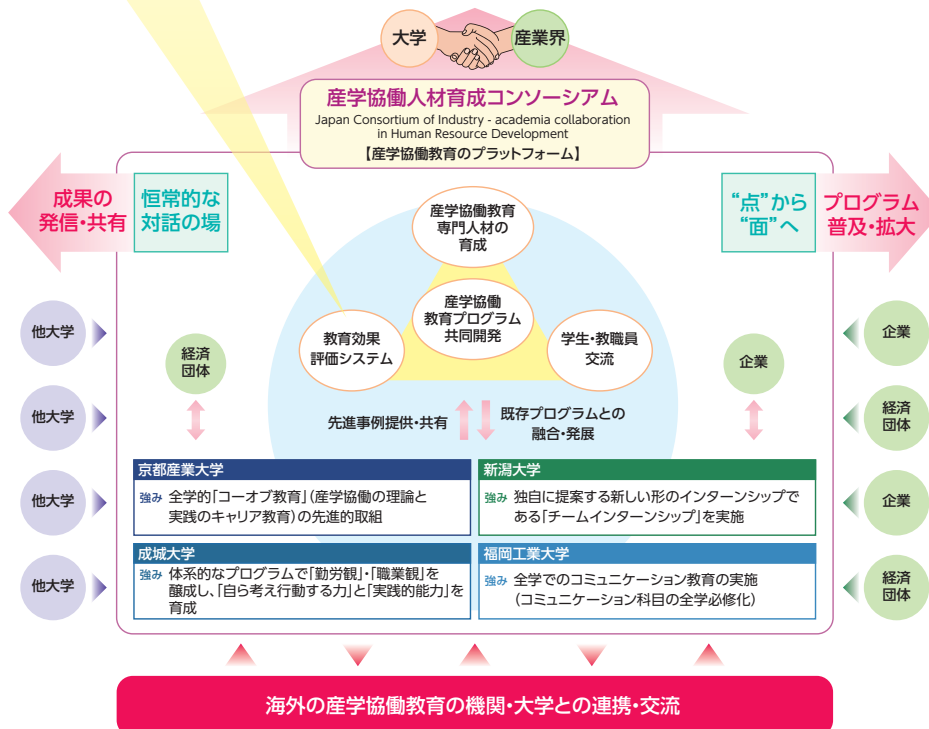 大学
産業界
産学協働人材育成コンソーシアム
Japan Consortium of Industry - academia collaboration
in Human Resource Development
【産学協働教育のプラットフォーム】
成果の
発信・共有
恒常的な
対話の場
“点”から
“面”へ
プログラム
普及・拡大
産学協働教育
専門人材の
育成
産学協働
教育プログラム
共同開発
教育効果
評価システム
学生・教職員
交流
他大学
他大学
他大学
他大学
経済
団体
企業
企業
経済
団体
企業
経済
団体
先進事例提供・共有
既存プログラムとの
融合・発展
京都産業大学
強み 全学的「コーオプ教育」（産学協働の理論と
実践のキャリア教育）の先進的取組
新潟大学
強み 独自に提案する新しい形のインターンシップで
ある「チームインターンシップ」を実施
成城大学
強み 体系的なプログラムで「勤労観」・「職業観」を
醸成し、「自ら考え行動する力」と「実践的能力」を
育成
福岡工業大学
強み 全学でのコミュニケーション教育の実施
（コミュニケーション科目の全学必修化）
海外の産学協働教育の機関・大学との連携・交流